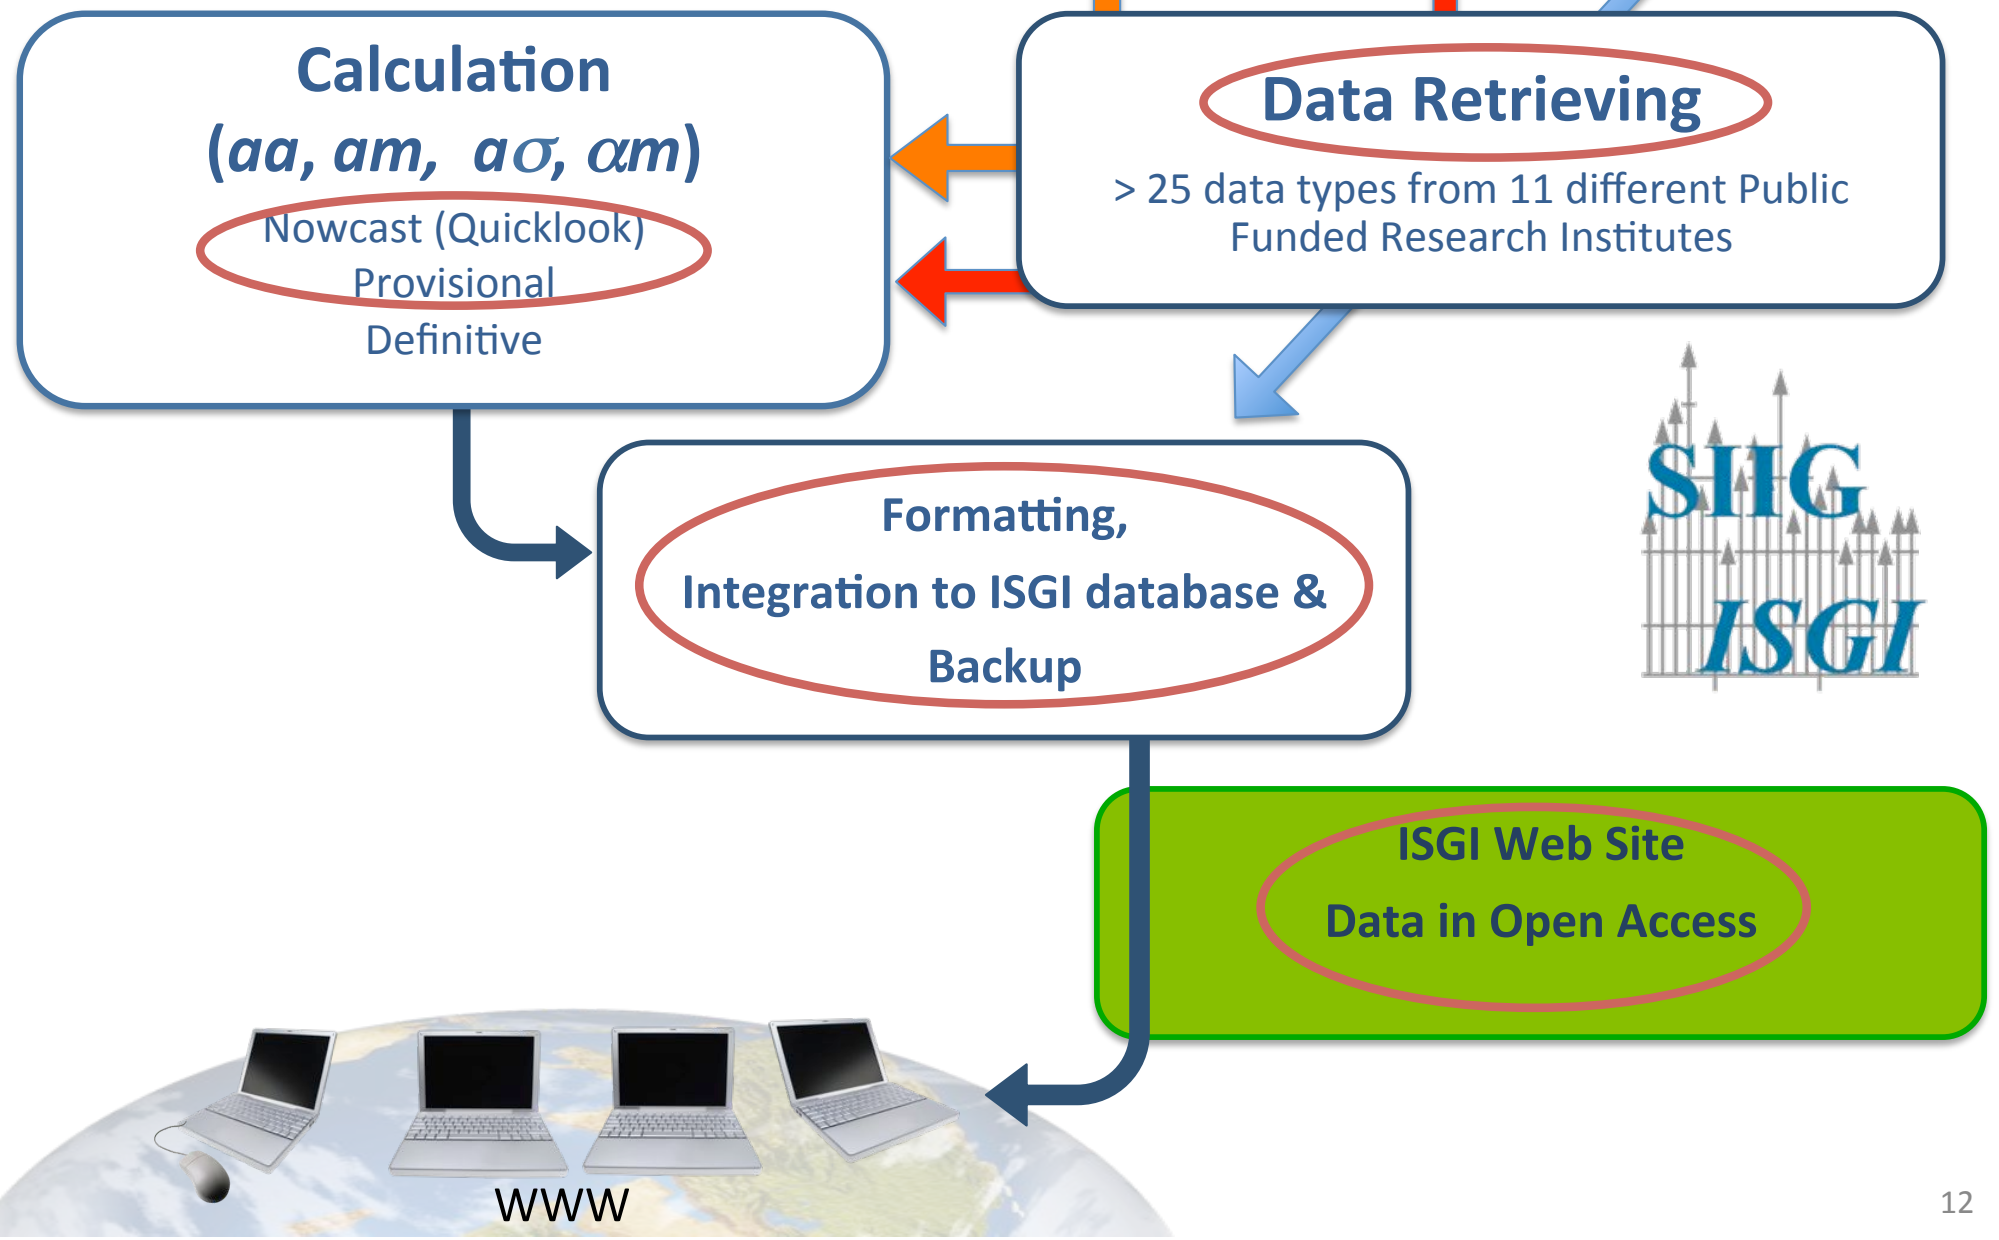 Calculation
(aa, am, aσ, αm)
Nowcast (Quicklook)
Provisional
Definitive
Data Retrieving
> 25 data types from 11 different Public
Funded Research Institutes
Formatting,
Integration to ISGI database &
Backup
SIIG
ISGI
ISGI Web Site
Data in Open Access
WWW
12